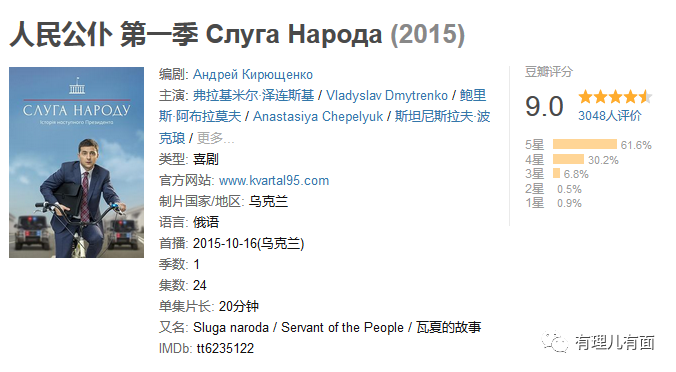 人民公仆 第一季 Слуга Народа (2015)
СЛУГА НАРОДУ
Історія наступного Президента
编剧: Андрей Кирющенко
主演: 弗拉基米尔·泽连斯基 / Vladyslav Dmytrenko / 鲍里
斯·阿布拉莫夫 / Anastasiya Chepelyuk / 斯坦尼斯拉夫·波
克琅 / 更多...
类型: 喜剧
官方网站: www.kvartal95.com
制片国家/地区: 乌克兰
语言: 俄语
首播: 2015-10-16(乌克兰)
季数: 1
集数: 24
单集片长: 20分钟
又名: Sluga naroda / Servant of the People / 瓦夏的故事
IMDb: tt6235122
豆瓣评分
9.0
3048人评价
5星 61.6%
4星 30.2%
3星 6.8%
2星 0.5%
1星 0.9%
有理儿有面